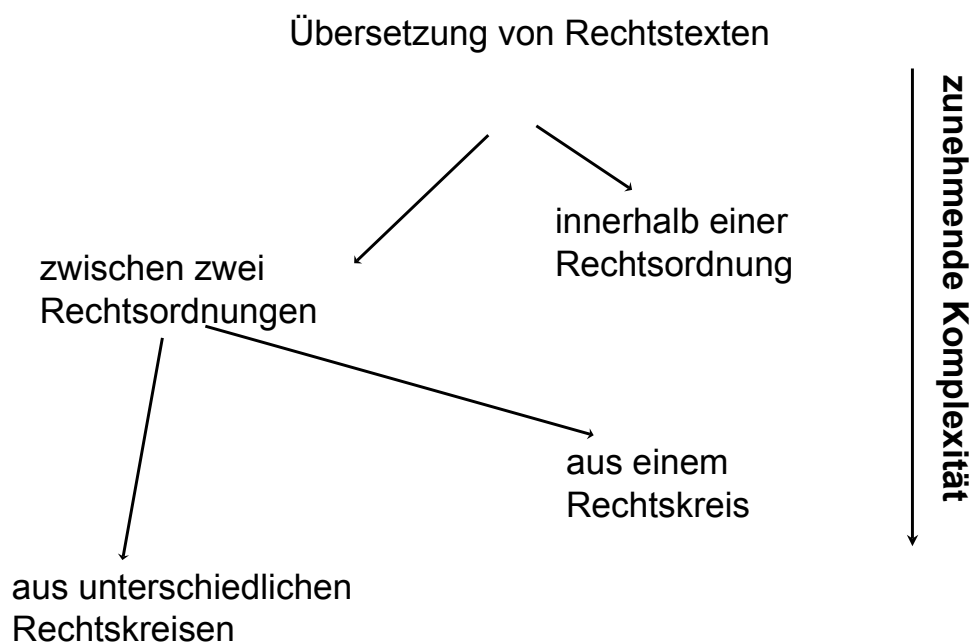 Übersetzung von Rechtstexten
zunehmende Komplexität
innerhalb einer
Rechtsordnung
zwischen zwei
Rechtsordnungen
aus einem
Rechtskreis
aus unterschiedlichen
Rechtskreisen